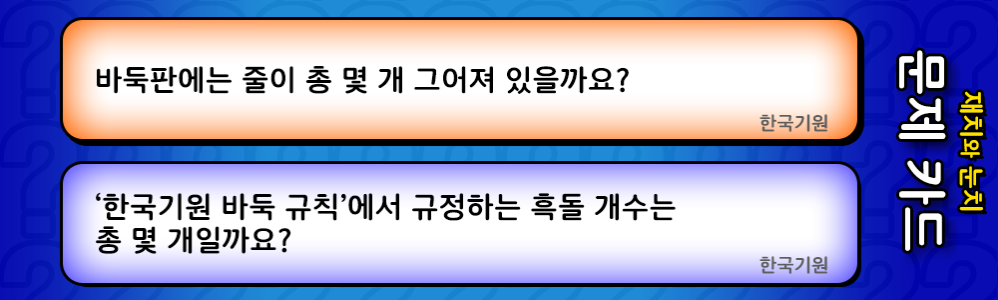 바둑판에는 줄이 총 몇 개 그어져 있을까요?
한국기원
‘한국기원 바둑 규칙’에서 규정하는 흑돌 개수는
총 몇 개일까요?
한국기원
재치와 눈치
문제 카드